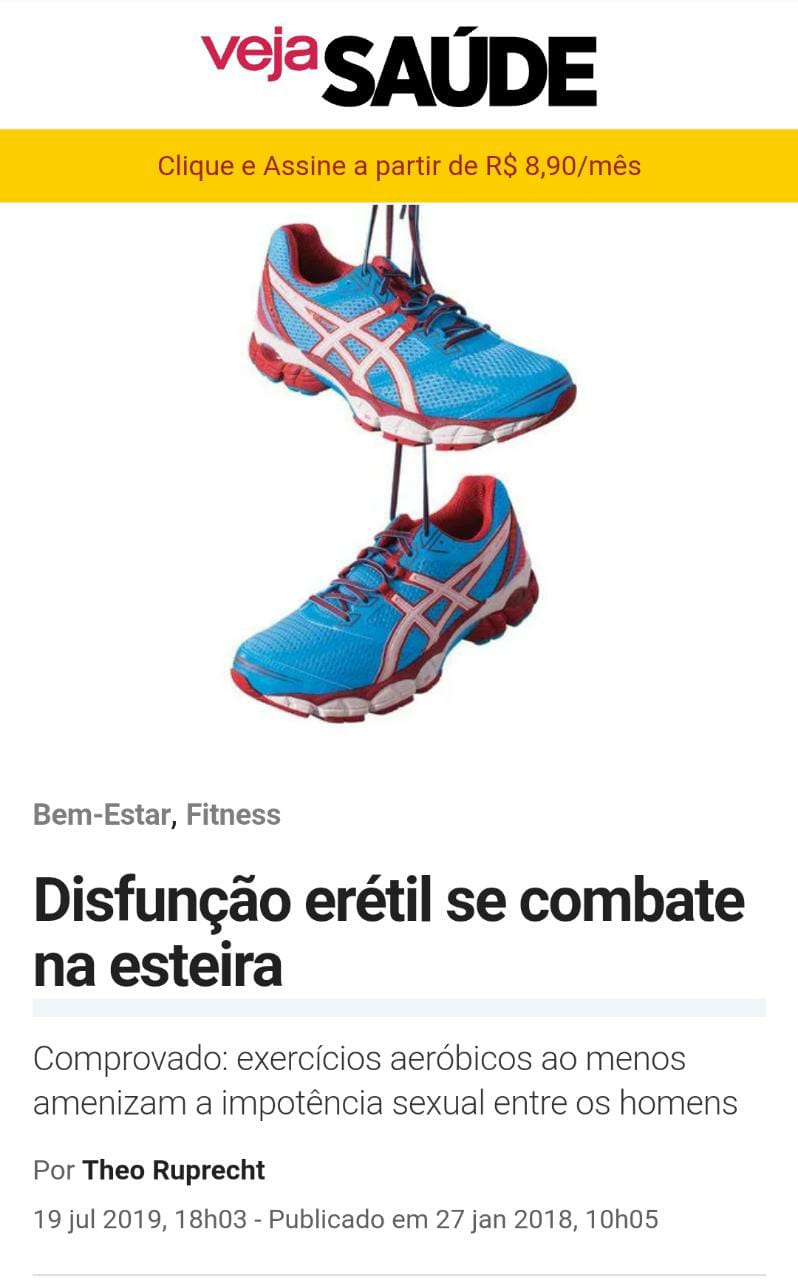 veja SAÚDE
Clique e Assine a partir de R$ 8,90/mês
Bem-Estar, Fitness
Disfunção erétil se combate
na esteira
Comprovado: exercícios aeróbicos ao menos
amenizam a impotência sexual entre os homens
Por Theo Ruprecht
19 jul 2019, 18h03 - Publicado em 27 jan 2018, 10h05